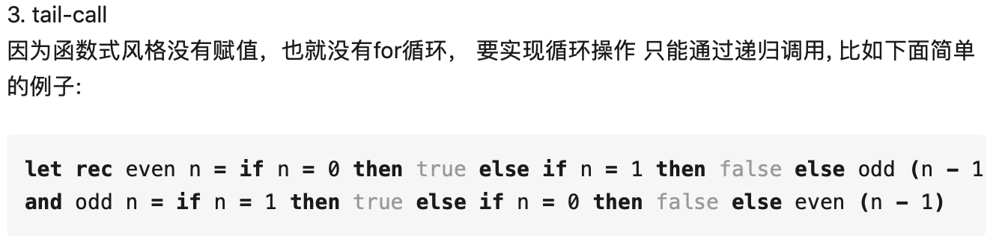 3. tail-call
因为函数式风格没有赋值，也就没有for循环， 要实现循环操作 只能通过递归调用, 比如下面简单
的例子:
let rec even n = if n = 0 then true else if n = 1 then false else odd (n - 1
and odd n = if n = 1 then true else if n = 0 then false else even (n - 1)